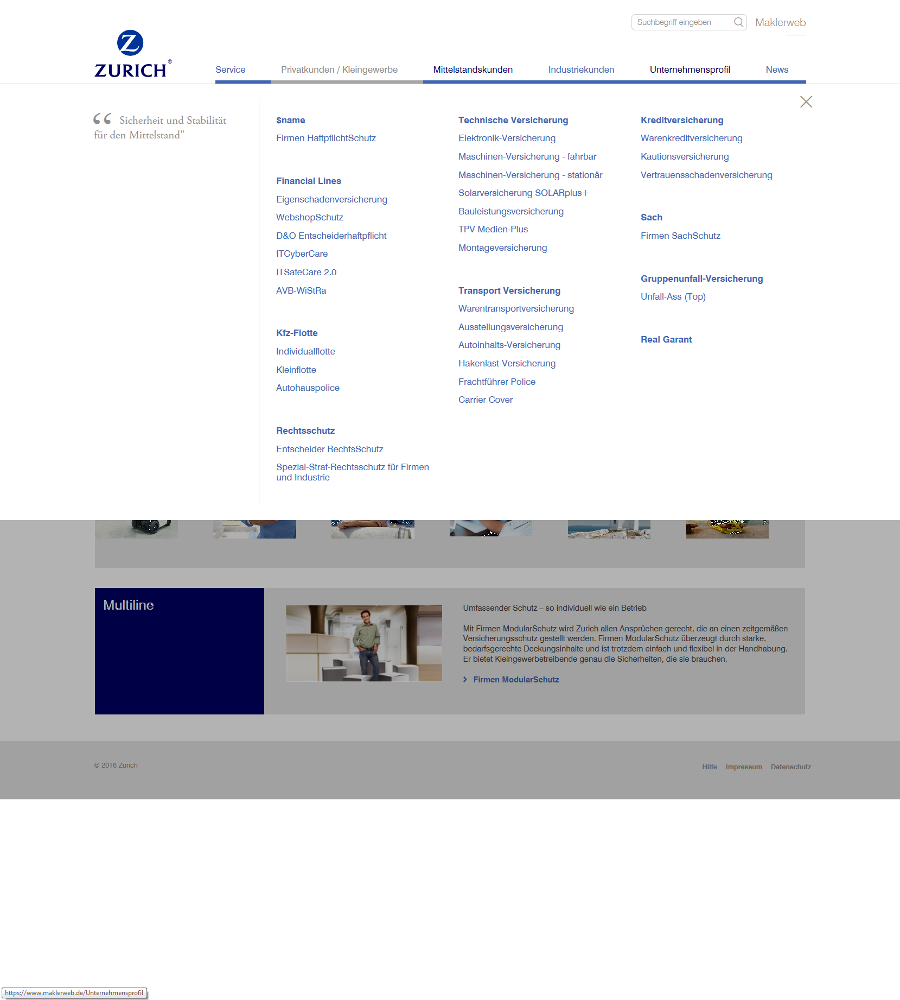 Suchbegriff eingeben
Maklerweb
Z
ZURICH®
Service
Privatkunden / Kleingewerbe
Mittelstandskunden
Industriekunden
Unternehmensprofil
News
“ Sicherheit und Stabilität
für den Mittelstand"
$name
Firmen HaftpflichtSchutz
Financial Lines
Eigenschadenversicherung
WebshopSchutz
D&O Entscheiderhaftpflicht
ITCyberCare
ITSafeCare 2.0
AVB-WiStRa
Kfz-Flotte
Individualflotte
Kleinflotte
Autohauspolice
Rechtsschutz
Entscheider RechtsSchutz
Spezial-Straf-Rechtsschutz für Firmen
und Industrie
Technische Versicherung
Elektronik-Versicherung
Maschinen-Versicherung - fahrbar
Maschinen-Versicherung - stationär
Solarversicherung SOLARplus+
Bauleistungsversicherung
TPV Medien-Plus
Montageversicherung
Transport Versicherung
Warentransportversicherung
Ausstellungsversicherung
Autoinhalts-Versicherung
Hakenlast-Versicherung
Frachtführer Police
Carrier Cover
Kreditversicherung
Warenkreditversicherung
Kautionsversicherung
Vertrauensschadenversicherung
Sach
Firmen SachSchutz
Gruppenunfall-Versicherung
Unfall-Ass (Top)
Real Garant
Multiline
Umfassender Schutz – so individuell wie ein Betrieb
Mit Firmen ModularSchutz wird Zurich allen Ansprüchen gerecht, die an einen zeitgemäßen
Versicherungsschutz gestellt werden. Firmen ModularSchutz überzeugt durch starke,
bedarfsgerechte Deckungsinhalte und ist trotzdem einfach und flexibel in der Handhabung.
Er bietet Kleingewerbetreibende genau die Sicherheiten, die sie brauchen.
Firmen ModularSchutz
© 2016 Zurich
HIlfe
Impressum
Datenschutz
https://www.maklerweb.de/Unternehmensprofil